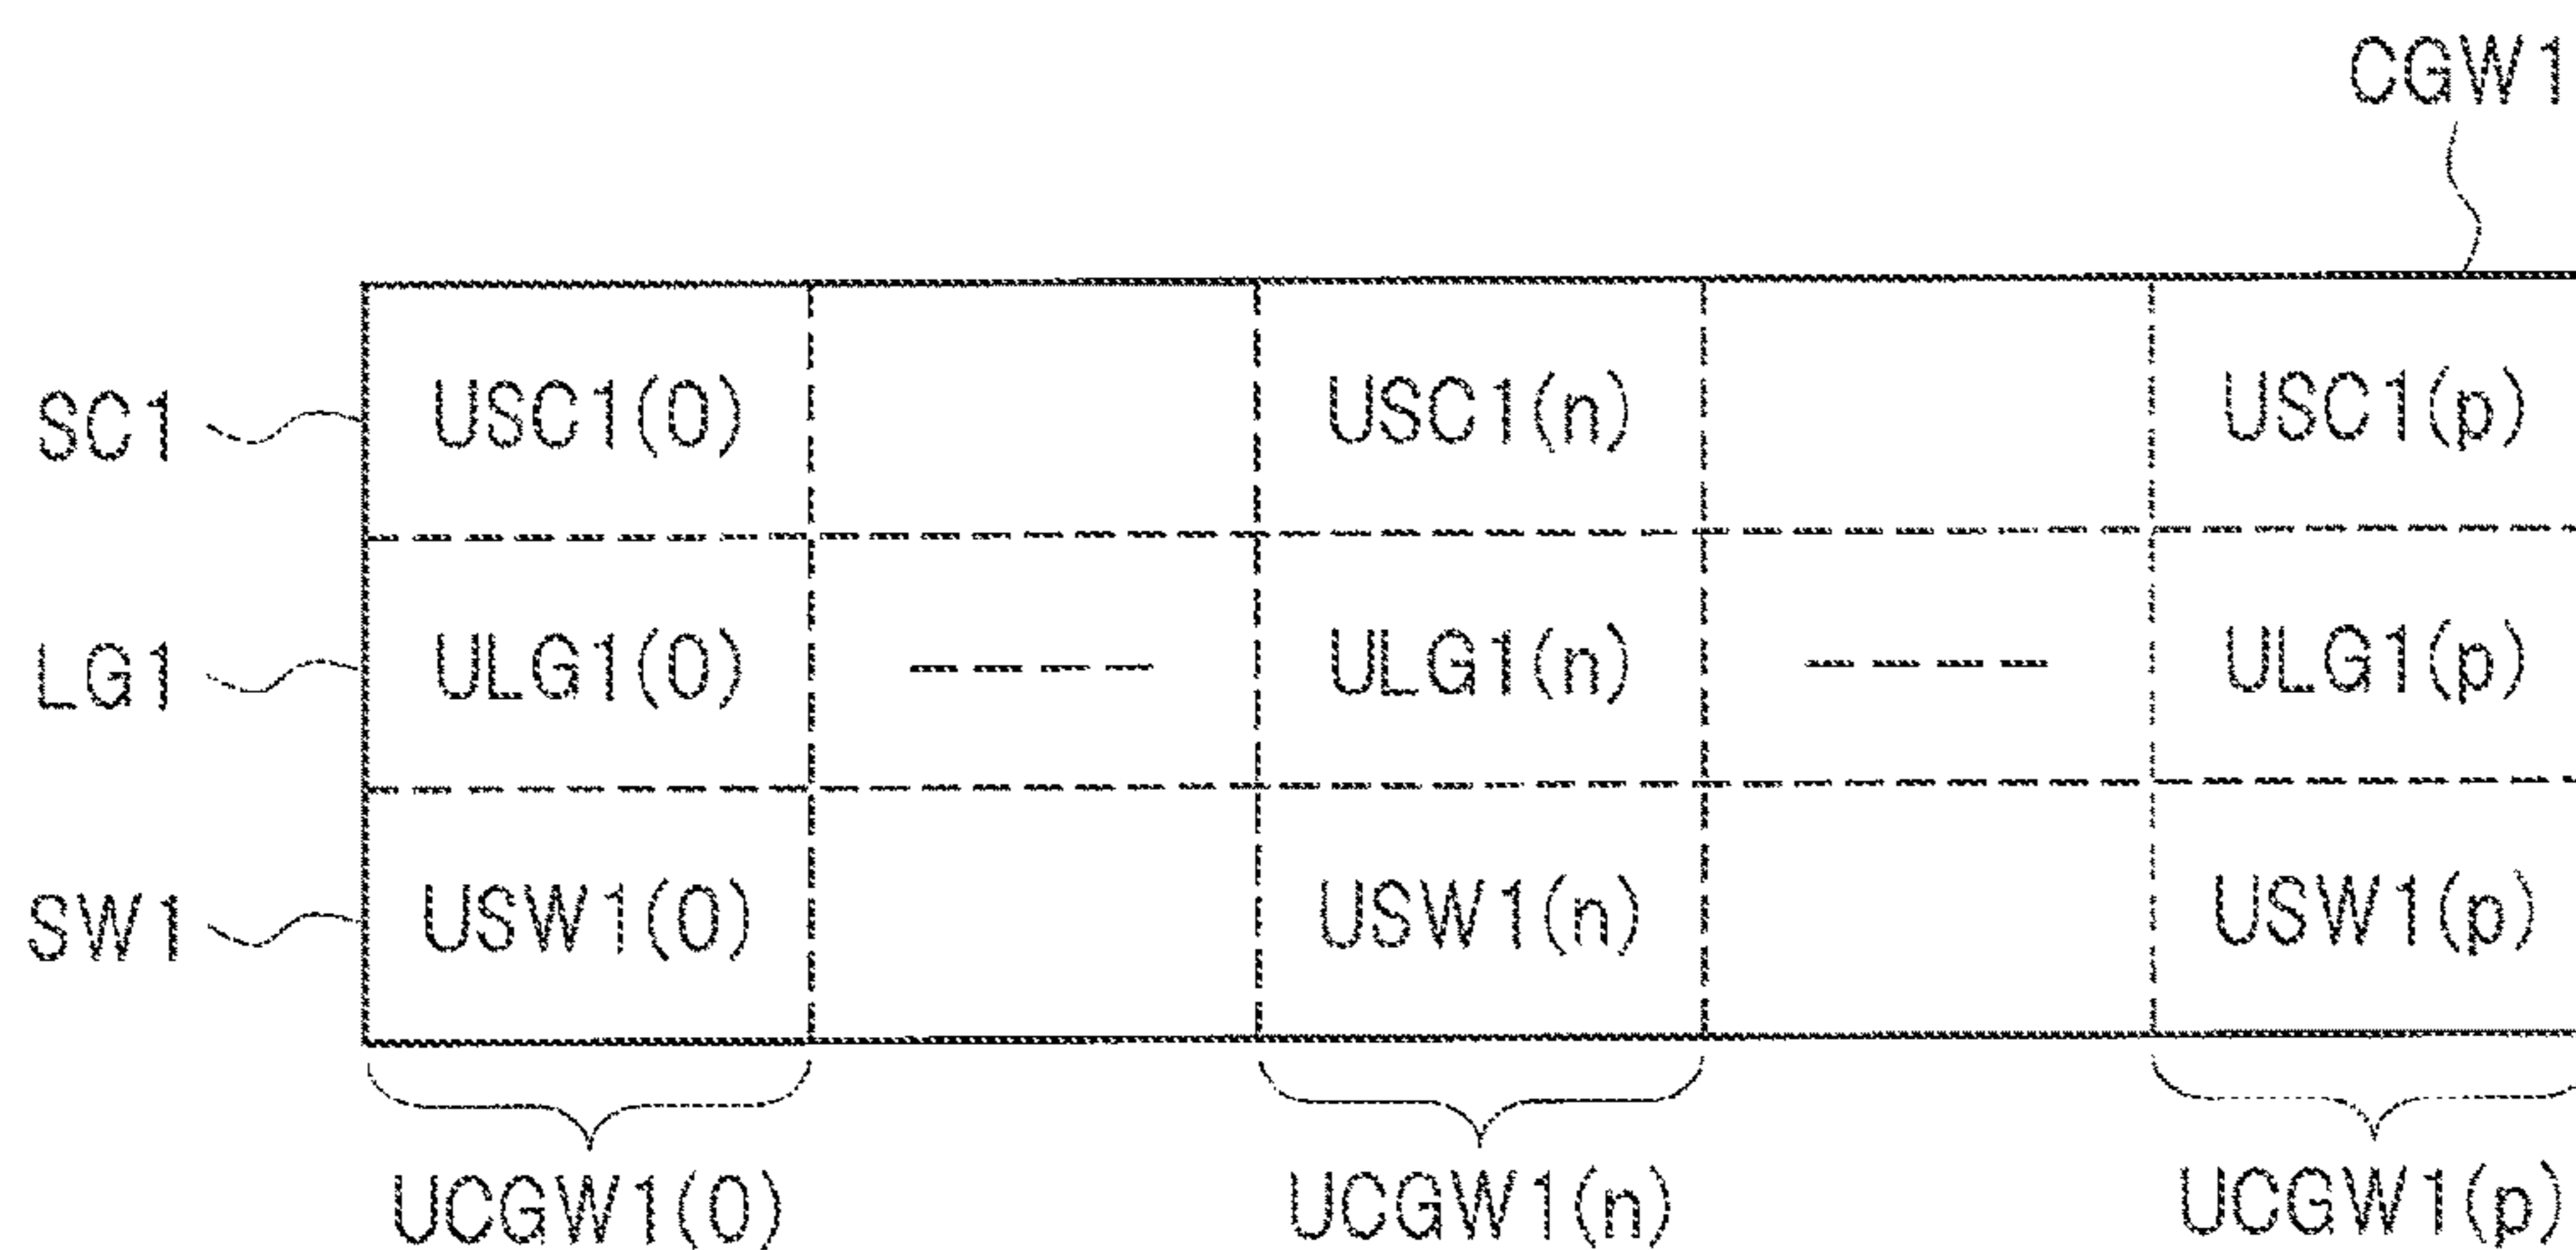 CGW1
SC1 USC1(0) USC1(n) USC1(p)
LG1 ULG1(0) ULG1(n) ULG1(p)
SW1 USW1(0) USW1(n) USW1(p)
UCGW1(0) UCGW1(n) UCGW1(p)